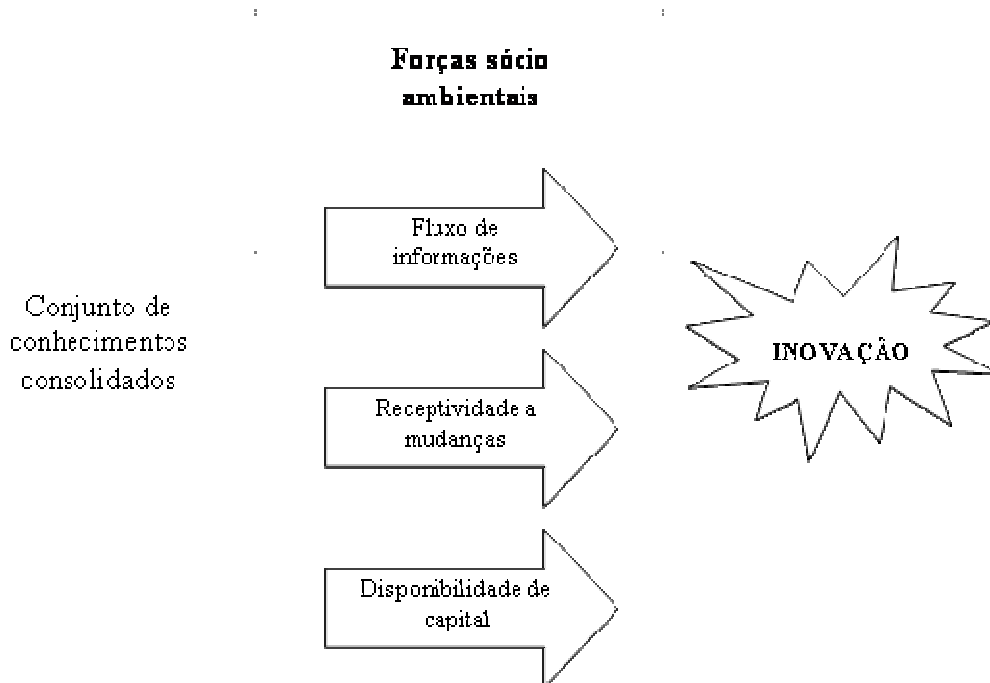 Forças sócio
ambientais
Fluxo de
informações
Conjunto de
conhecimentos
consolidados
INOVAÇÃO
Receptividade a
mudanças
Disponibilidade de
capital